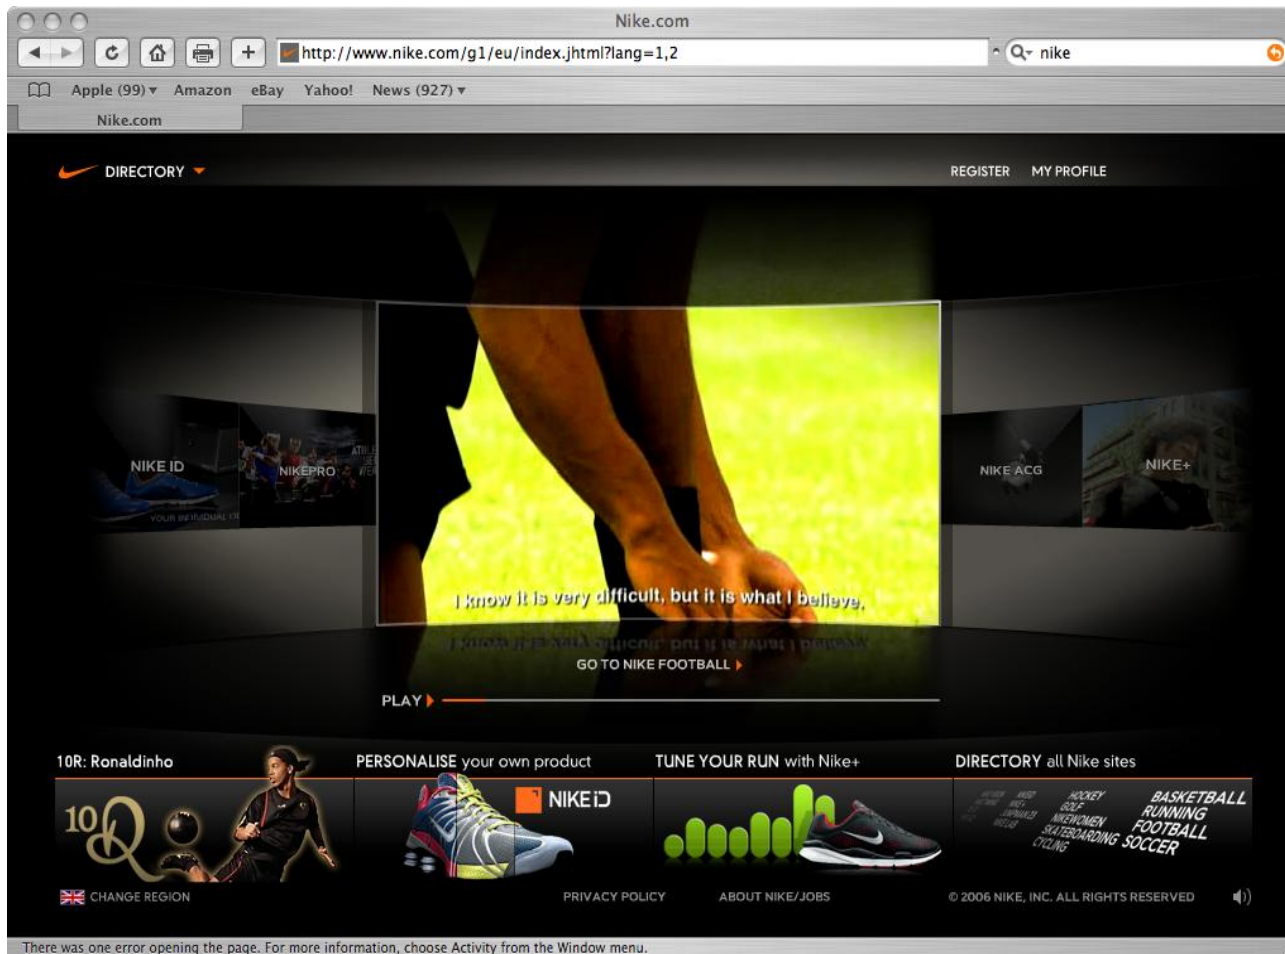 Nike.com
http://www.nike.com/g1/eu/index.jhtml?lang=1,2
nike
Apple (99) Amazon eBay Yahoo! News (927)
Nike.com
DIRECTORY
REGISTER MY PROFILE
NIKE ID
NIKEPRO
NIKE ACG
NIKE+
YOUR INDIVIDUAL
I know it is very difficult, but it is what I believe.
GO TO NIKE FOOTBALL
PLAY
10R: Ronaldinho
PERSONALISE your own product
TUNE YOUR RUN with Nike+
DIRECTORY all Nike sites
10R
NIKEiD
HOCKEY
GOLF
NIKEWOMEN
SKATEBOARDING
CYCLING
BASKETBALL
RUNNING
FOOTBALL
SOCCER
CHANGE REGION
PRIVACY POLICY
ABOUT NIKE/JOBS
© 2006 NIKE, INC. ALL RIGHTS RESERVED
There was one error opening the page. For more information, choose Activity from the Window menu.